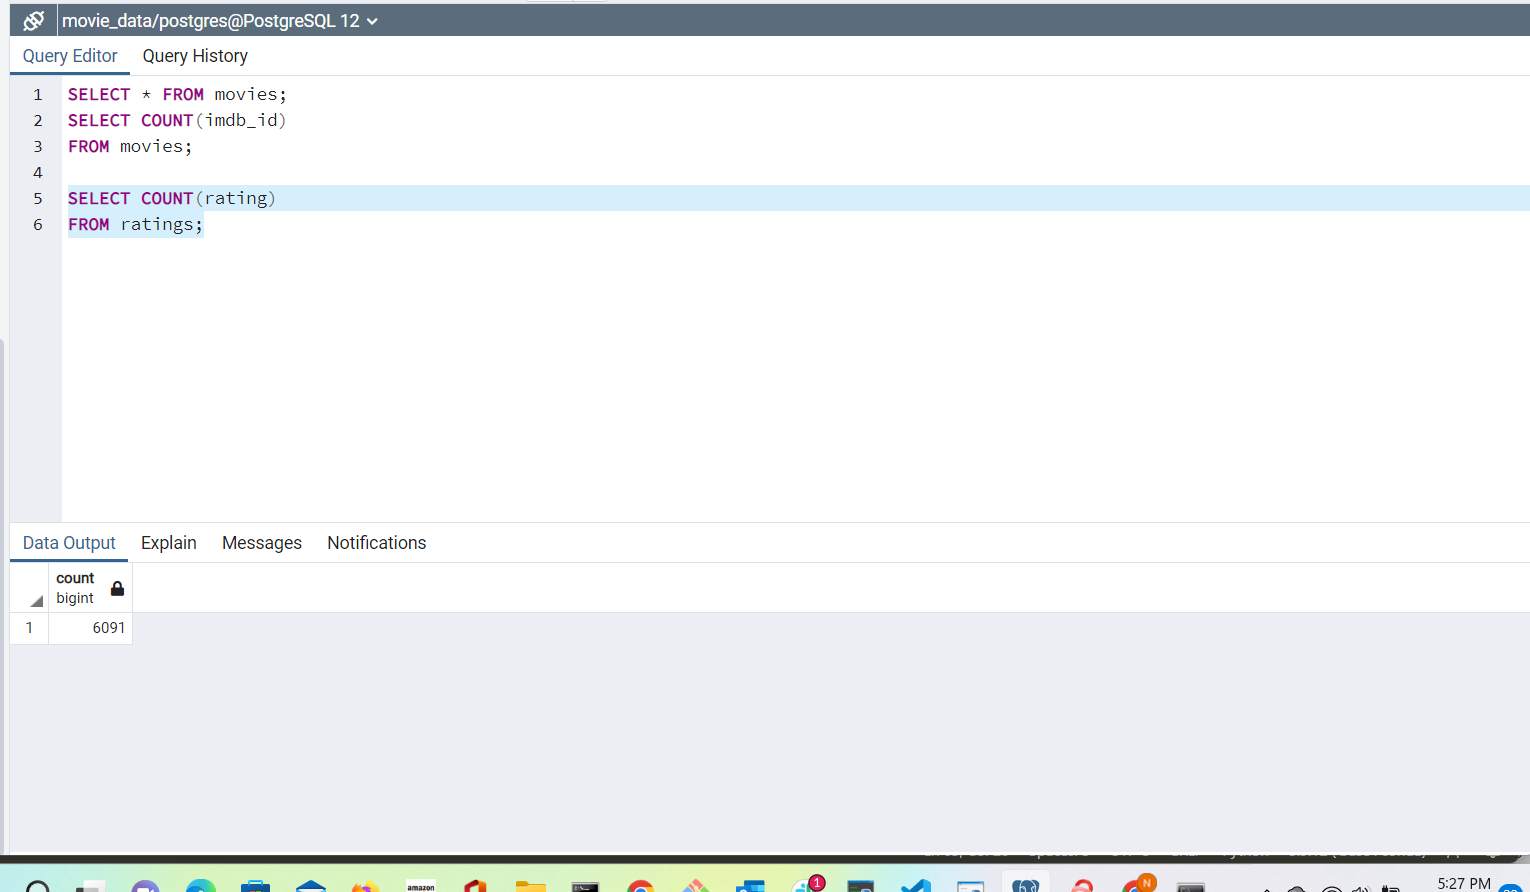 movie_data/postgres@PostgreSQL 12
Query Editor Query History
1 SELECT * FROM movies;
2 SELECT COUNT(imdb_id)
3 FROM movies;
4
5 SELECT COUNT(rating)
6 FROM ratings;
Data Output Explain Messages Notifications
count
bigint
1 6091
amazon
1
N
5:27 PM